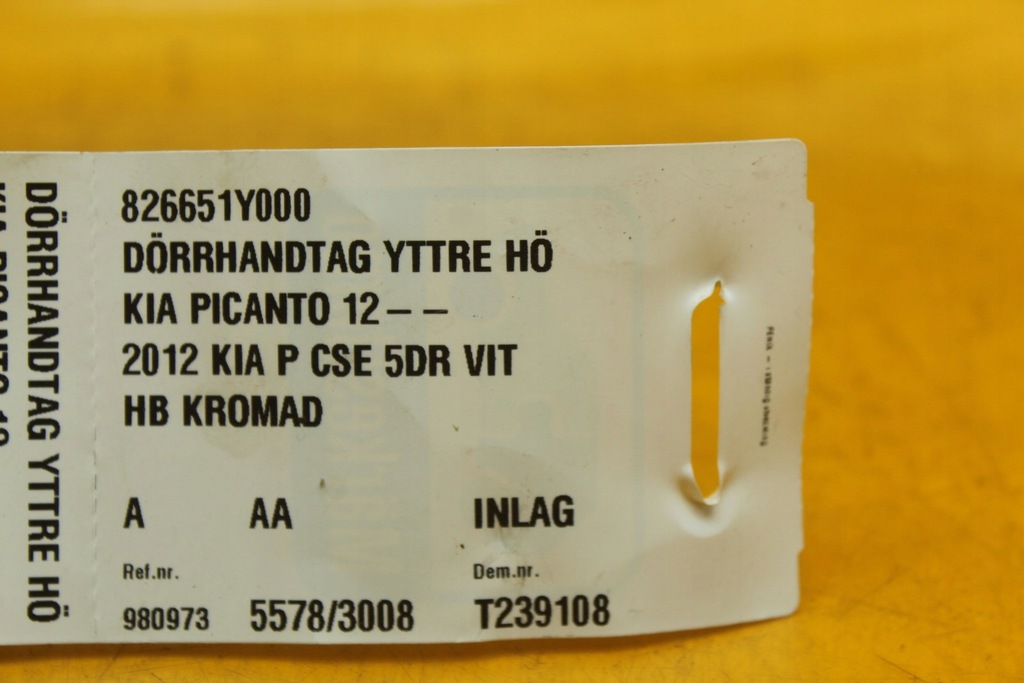 DÖRRHANDTAG YTTRE HÖ
826651Y000
DÖRRHANDTAG YTTRE HÖ
KIA PICANTO 12 – –
2012 KIA P CSE 5DR VIT
HB KROMAD
A AA INLAG
Ref.nr. Dem.nr.
980973 5578/3008 T239108